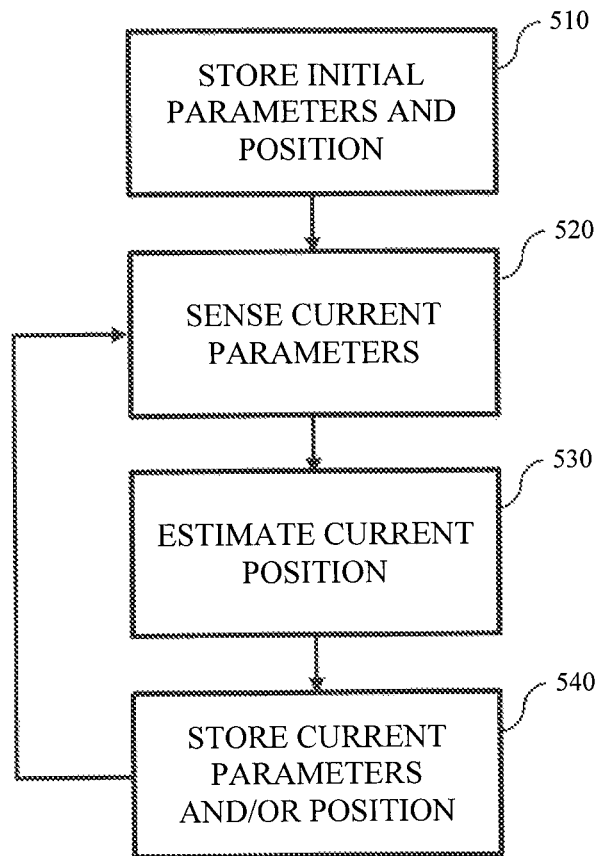 510
STORE INITIAL
PARAMETERS AND
POSITION
520
SENSE CURRENT
PARAMETERS
530
ESTIMATE CURRENT
POSITION
540
STORE CURRENT
PARAMETERS
AND/OR POSITION